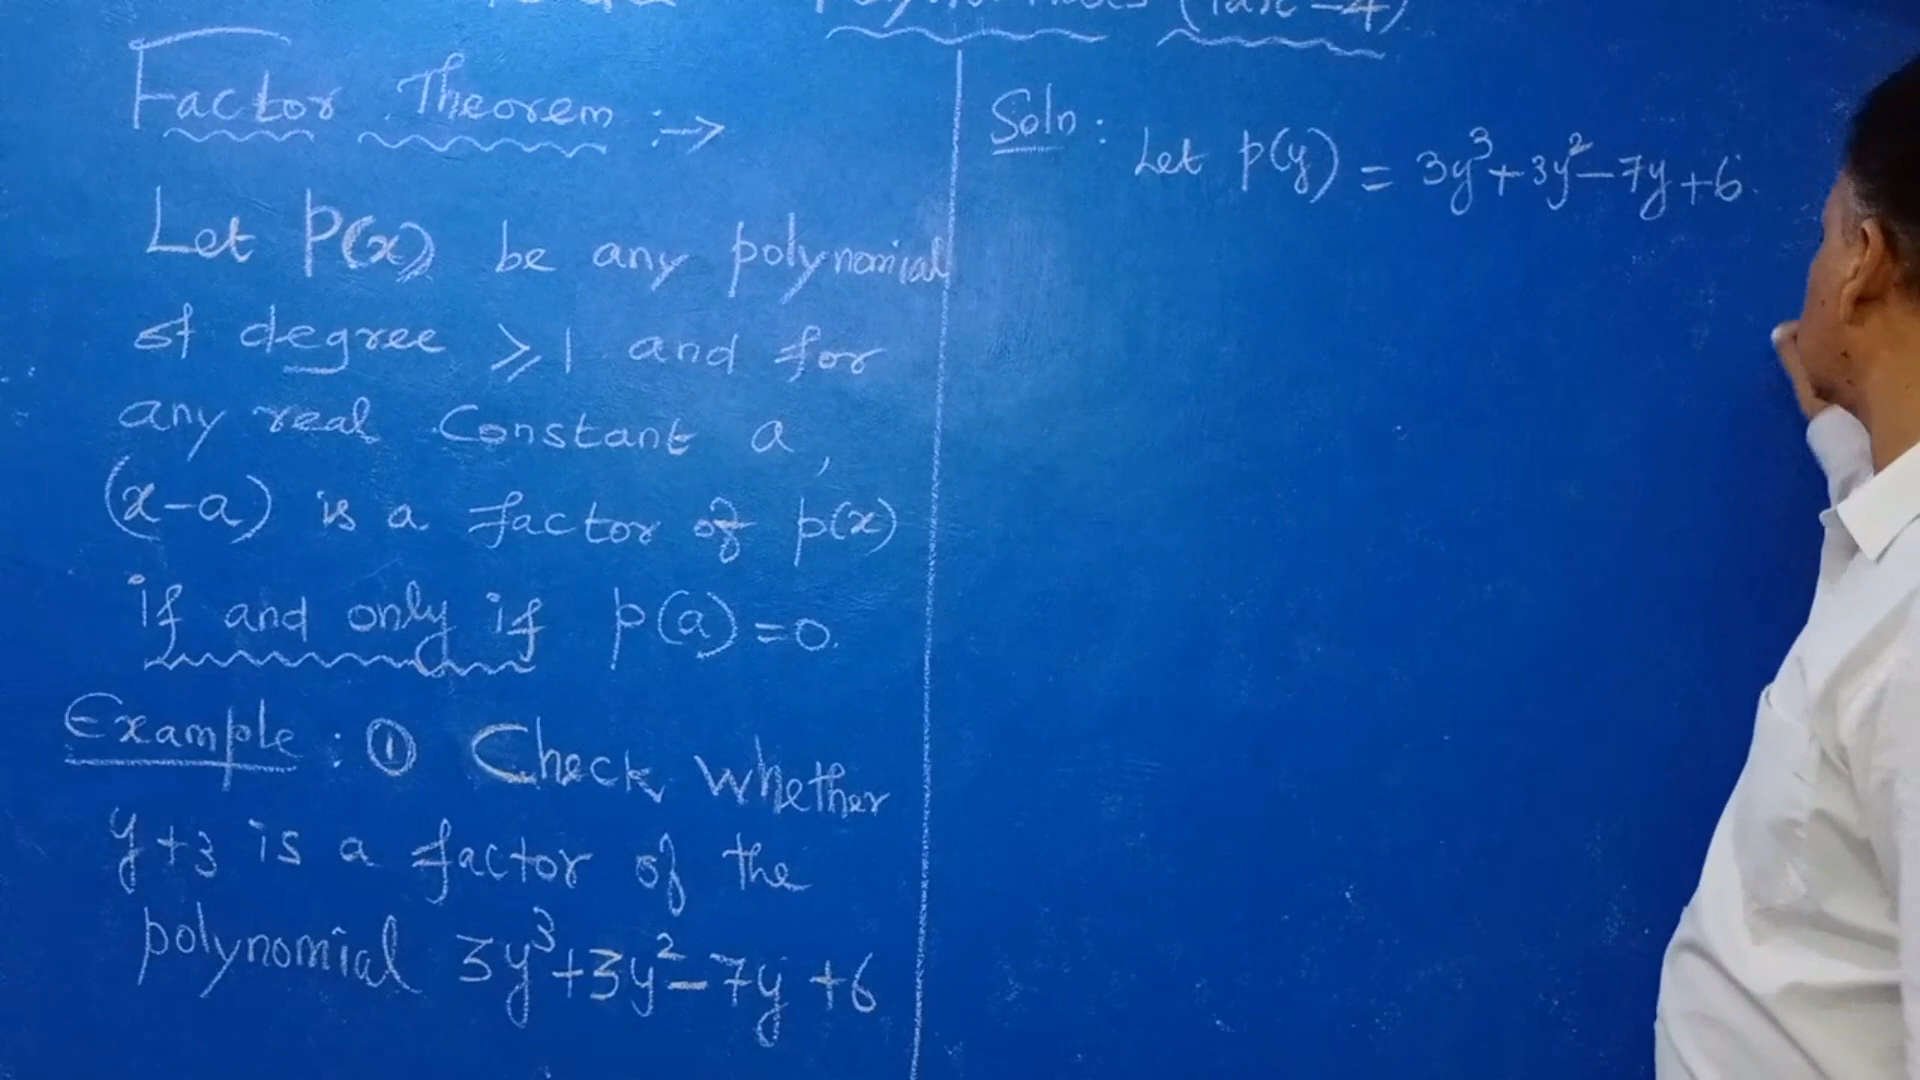 (Part-4)
Factor Theorem :→
Let P(x) be any polynomial
of degree ⩾1 and for
any real Constant a,
(x-a) is a factor of p(x)
if and only if p(a)=0.
Example : ① Check whether
y+3 is a factor of the
polynomial 3y³+3y²-7y+6
Soln: Let p(y) = 3y³+3y²-7y+6.